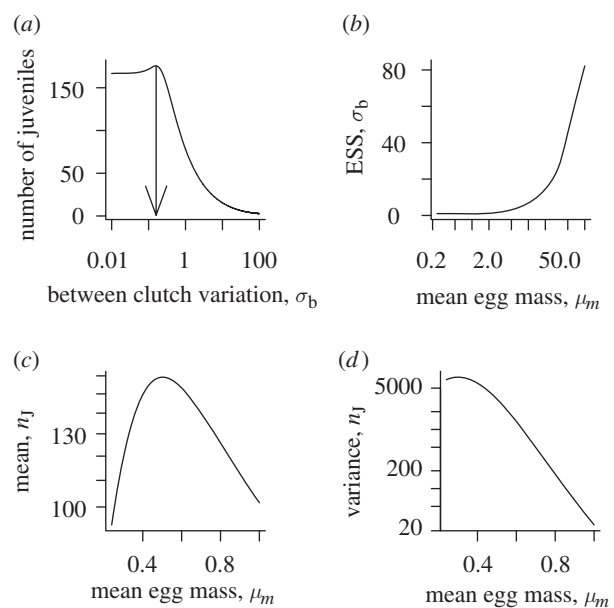 (a)
number of juveniles
150
50
0
0.01 1 100
between clutch variation, σb
(b)
ESS, σb
80
40
0
0.2 2.0 50.0
mean egg mass, μm
(c)
mean, nJ
130
100
0.4 0.8
mean egg mass, μm
(d)
variance, nJ
5000
200
20
0.4 0.8
mean egg mass, μm